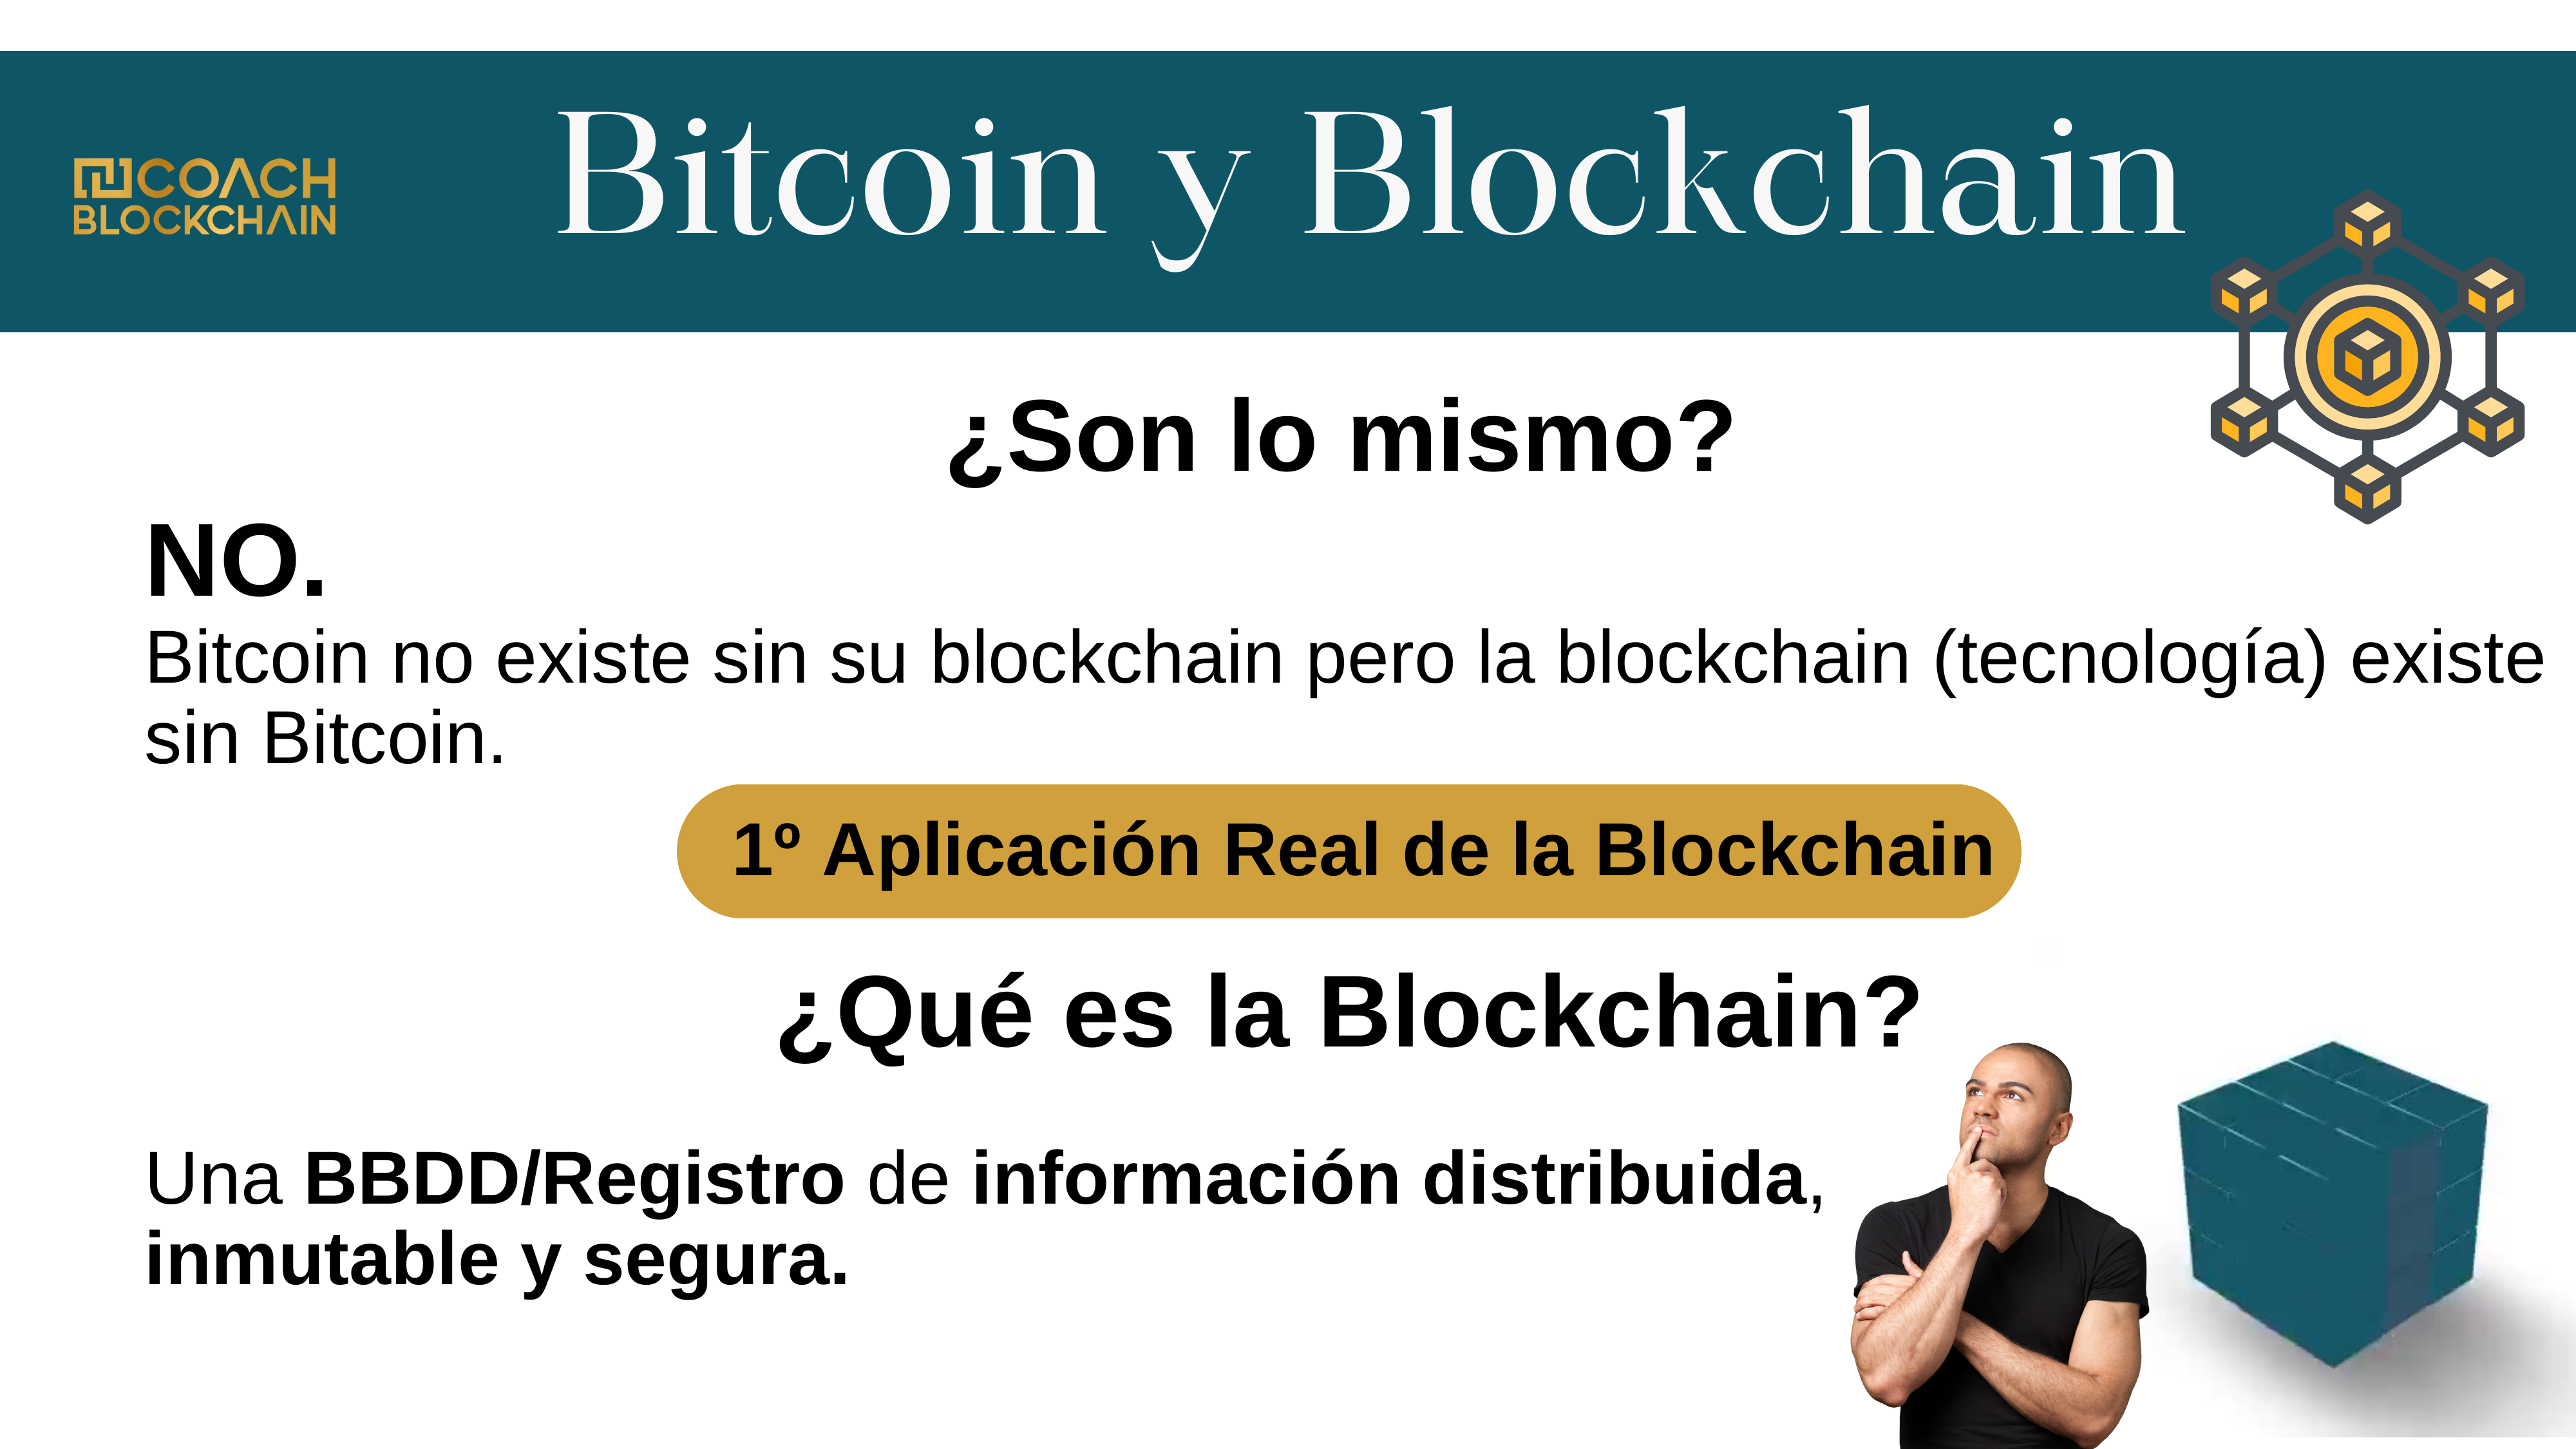 COACH
BLOCKCHAIN
Bitcoin y Blockchain
¿Son lo mismo?
NO.
Bitcoin no existe sin su blockchain pero la blockchain (tecnología) existe
sin Bitcoin.
1º Aplicación Real de la Blockchain
¿Qué es la Blockchain?
Una BBDD/Registro de información distribuida,
inmutable y segura.